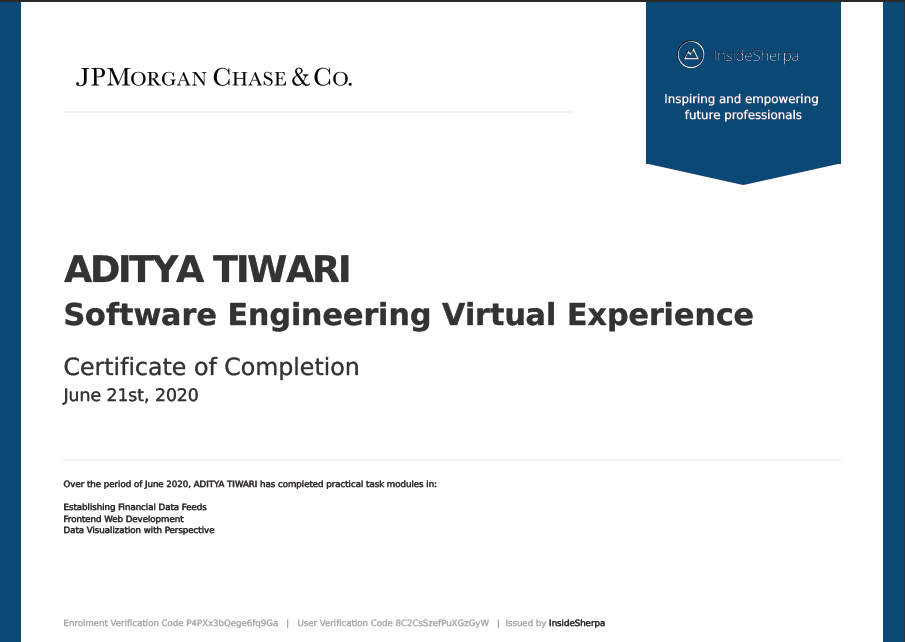 JPMORGAN CHASE & CO.
InsideSherpa
Inspiring and empowering
future professionals
ADITYA TIWARI
Software Engineering Virtual Experience
Certificate of Completion
June 21st, 2020
Over the period of June 2020, ADITYA TIWARI has completed practical task modules in:
Establishing Financial Data Feeds
Frontend Web Development
Data Visualization with Perspective
Enrolment Verification Code P4PXx3bQege6fq9Ga | User Verification Code 8C2CsSzefPuXGzGyW | Issued by InsideSherpa